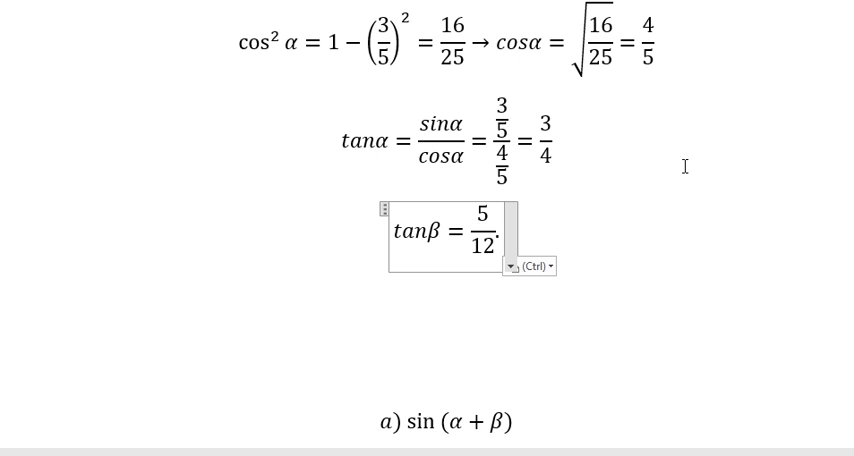 cos² α = 1 − (3/5)² = 16/25 → cosα = √(16/25) = 4/5
tanα = sinα/cosα = (3/5)/(4/5) = 3/4
tanβ = 5/12.
(Ctrl)
a) sin (α + β)